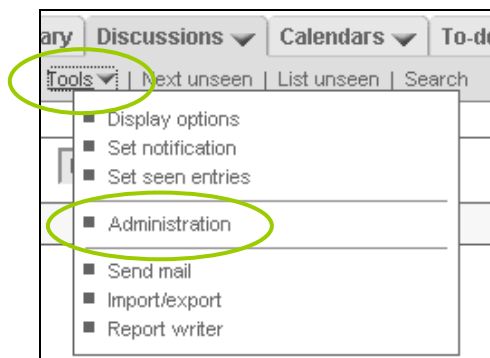 ary Discussions Calendars To-d
Tools | Next unseen | List unseen | Search
Display options
Set notification
Set seen entries
Administration
Send mail
Import/export
Report writer